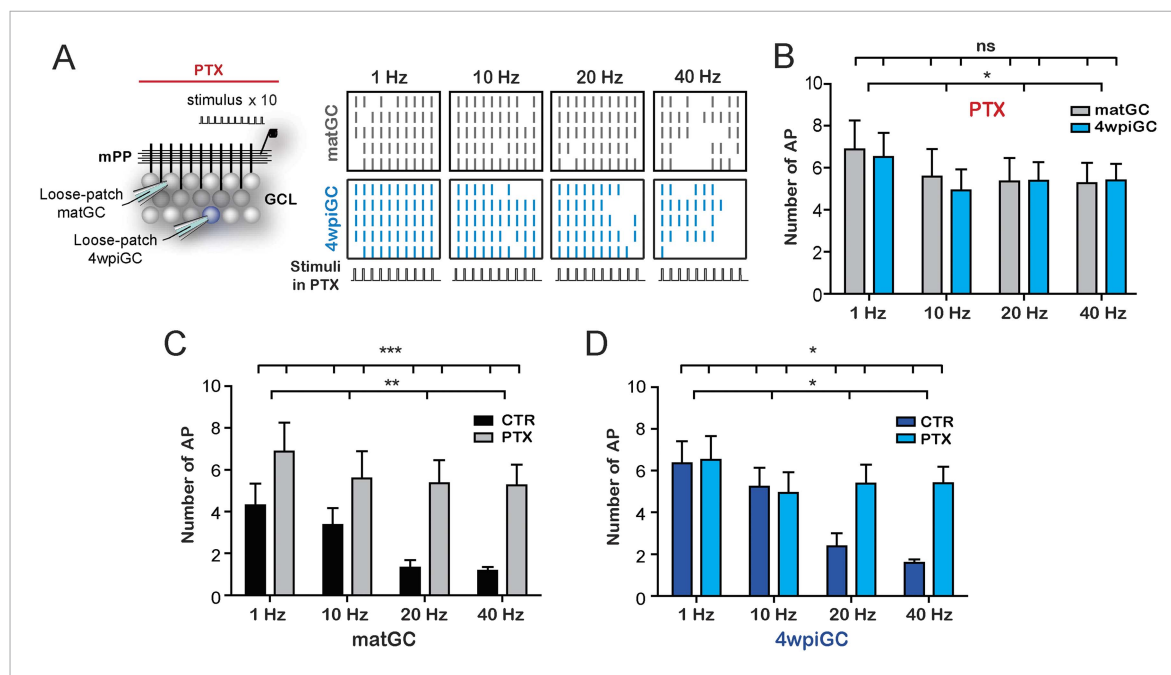 A
PTX
stimulus x 10
mPP
Loose-patch
matGC
GCL
Loose-patch
4wpiGC
1 Hz 10 Hz 20 Hz 40 Hz
matGC
4wpiGC
Stimuli
in PTX
B
ns
*
PTX
matGC
4wpiGC
Number of AP
10
8
6
4
2
0
1 Hz 10 Hz 20 Hz 40 Hz
C
***
**
CTR
PTX
Number of AP
10
8
6
4
2
0
1 Hz 10 Hz 20 Hz 40 Hz
matGC
D
*
*
CTR
PTX
Number of AP
10
8
6
4
2
0
1 Hz 10 Hz 20 Hz 40 Hz
4wpiGC